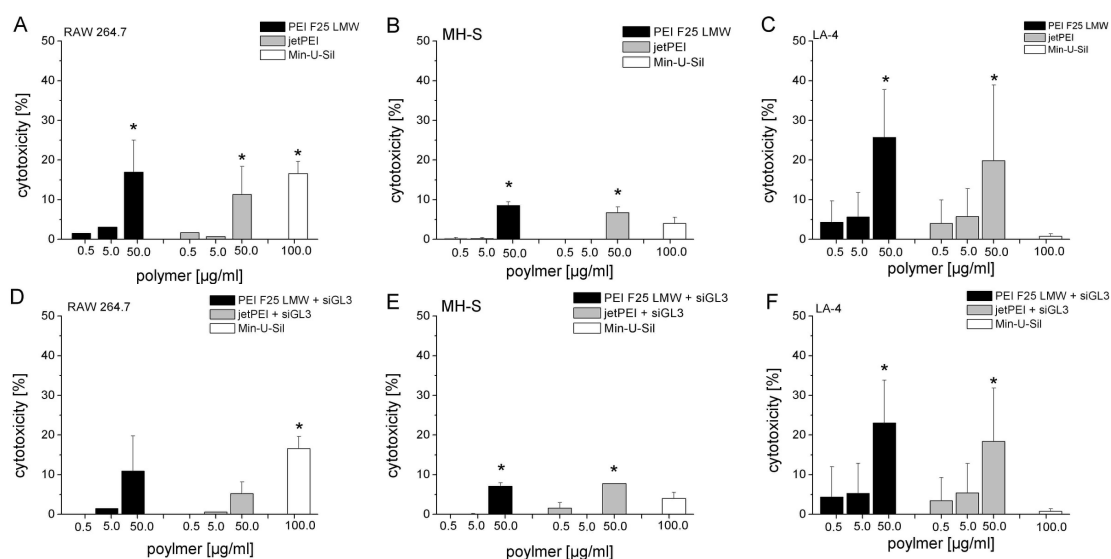 A
RAW 264.7
PEI F25 LMW
jetPEI
Min-U-Sil
cytotoxicity [%]
50
40
30
20
10
0
*
*
*
0.5 5.0 50.0 0.5 5.0 50.0 100.0
poylmer [µg/ml]
B
MH-S
PEI F25 LMW
jetPEI
Min-U-Sil
cytotoxicity [%]
50
40
30
20
10
0
*
*
0.5 5.0 50.0 0.5 5.0 50.0 100.0
poylmer [µg/ml]
C
LA-4
PEI F25 LMW
jetPEI
Min-U-Sil
cytotoxicity [%]
50
40
30
20
10
0
*
*
0.5 5.0 50.0 0.5 5.0 50.0 100.0
poylmer [µg/ml]
D
RAW 264.7
PEI F25 LMW + siGL3
jetPEI + siGL3
Min-U-Sil
cytotoxicity [%]
50
40
30
20
10
0
*
0.5 5.0 50.0 0.5 5.0 50.0 100.0
poylmer [µg/ml]
E
MH-S
PEI F25 LMW + siGL3
jetPEI + siGL3
Min-U-Sil
cytotoxicity [%]
50
40
30
20
10
0
*
*
0.5 5.0 50.0 0.5 5.0 50.0 100.0
poylmer [µg/ml]
F
LA-4
PEI F25 LMW + siGL3
jetPEI + siGL3
Min-U-Sil
cytotoxicity [%]
50
40
30
20
10
0
*
*
0.5 5.0 50.0 0.5 5.0 50.0 100.0
poylmer [µg/ml]